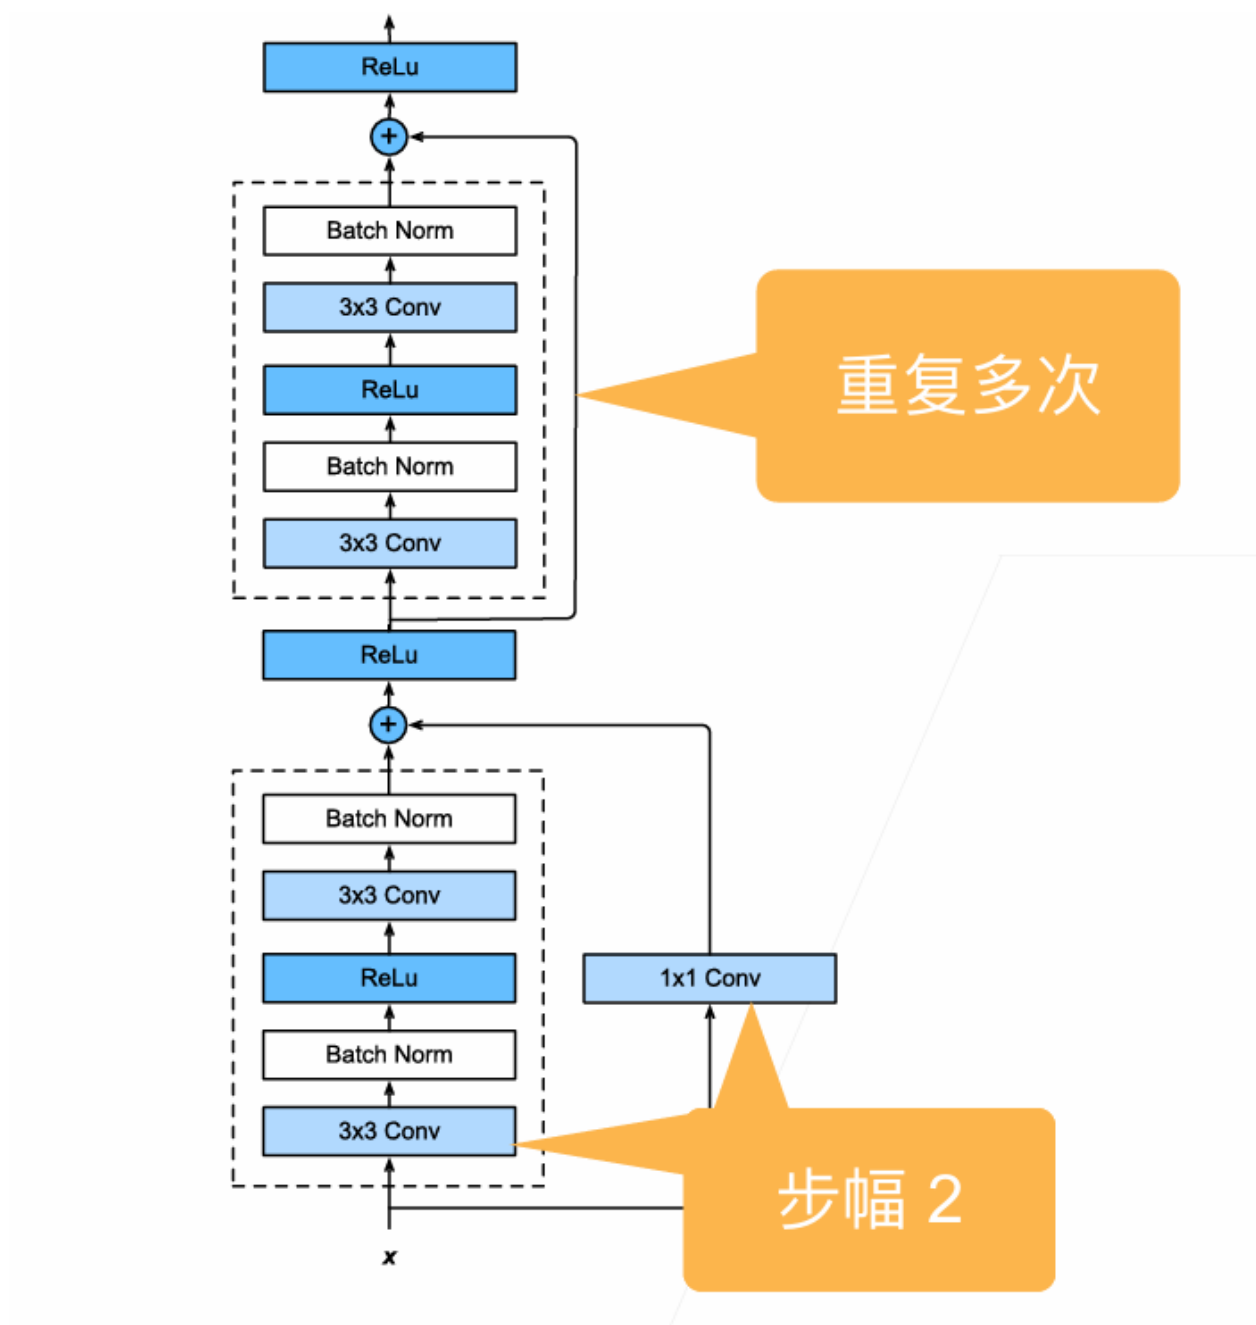 ReLu
+
Batch Norm
3x3 Conv
ReLu
Batch Norm
3x3 Conv
重复多次
ReLu
+
Batch Norm
3x3 Conv
ReLu
1x1 Conv
Batch Norm
3x3 Conv
步幅 2
x